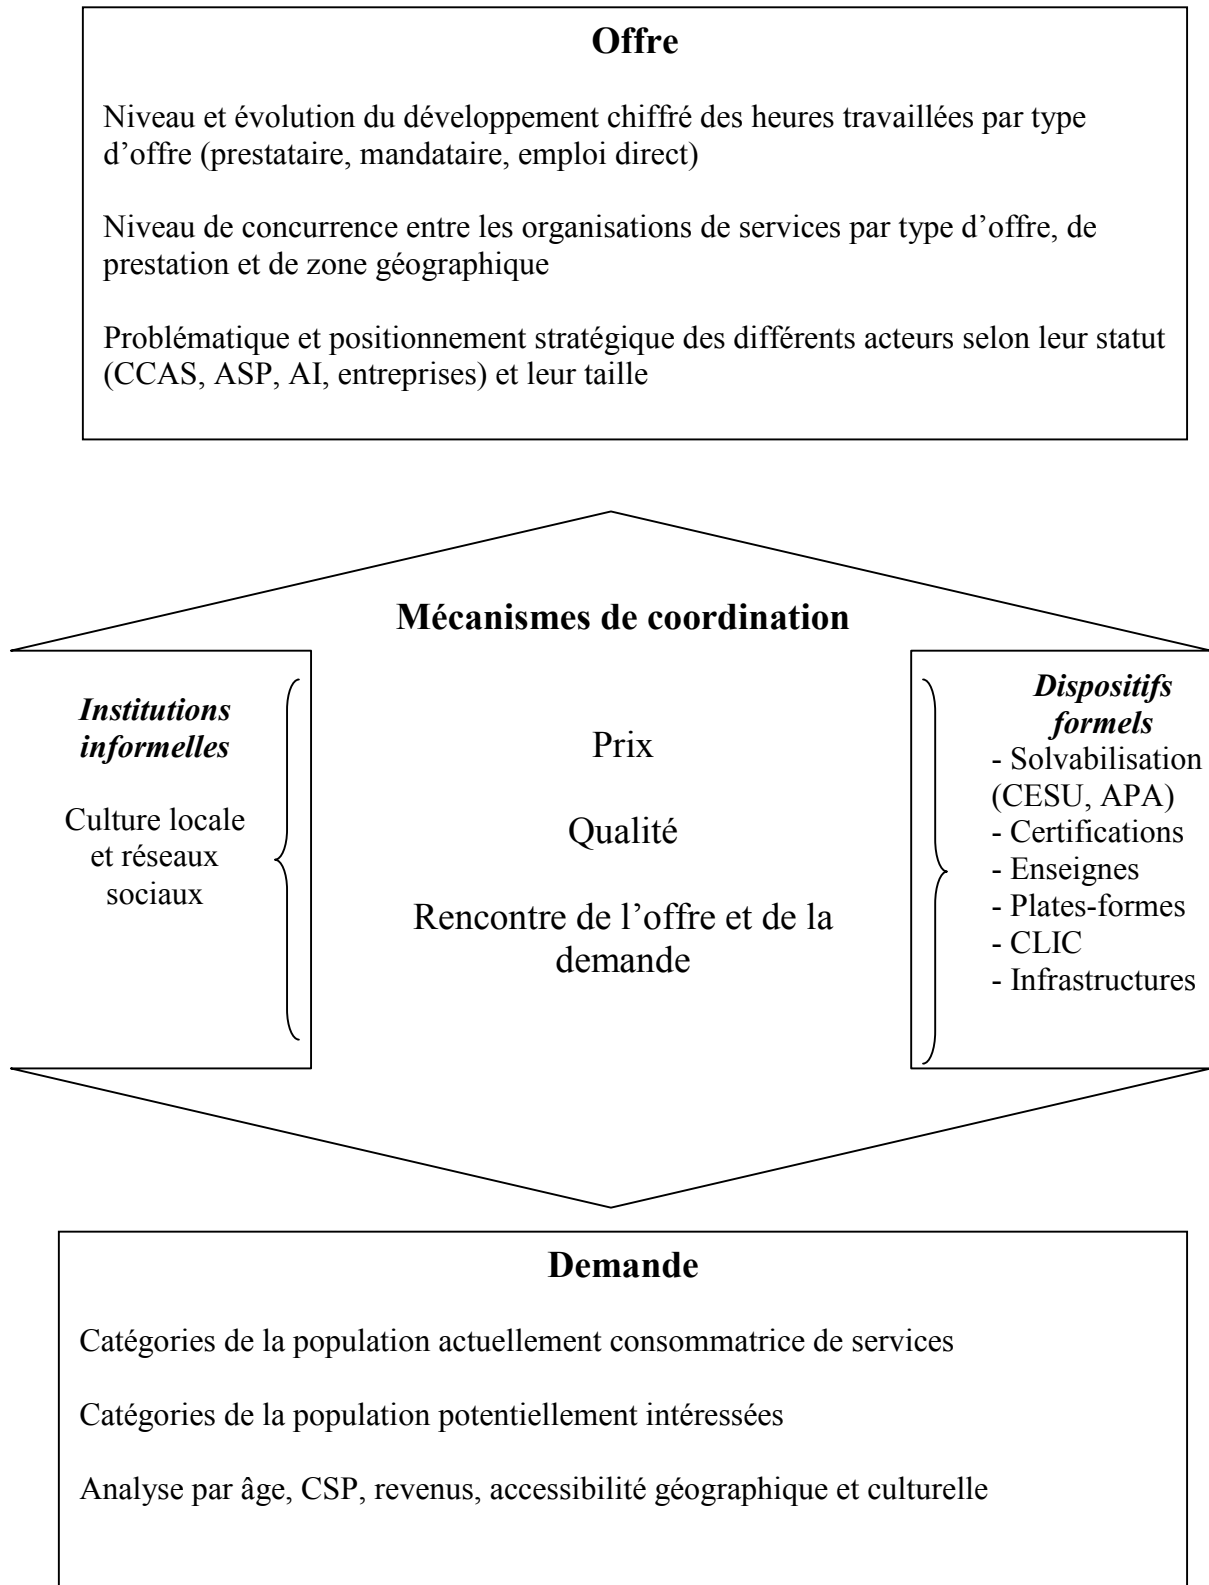 Offre
Niveau et évolution du développement chiffré des heures travaillées par type
d’offre (prestataire, mandataire, emploi direct)
Niveau de concurrence entre les organisations de services par type d’offre, de
prestation et de zone géographique
Problématique et positionnement stratégique des différents acteurs selon leur statut
(CCAS, ASP, AI, entreprises) et leur taille
Mécanismes de coordination
Institutions
informelles
Culture locale
et réseaux
sociaux
Prix
Qualité
Rencontre de l’offre et de la
demande
Dispositifs
formels
- Solvabilisation
(CESU, APA)
- Certifications
- Enseignes
- Plates-formes
- CLIC
- Infrastructures
Demande
Catégories de la population actuellement consommatrice de services
Catégories de la population potentiellement intéressées
Analyse par âge, CSP, revenus, accessibilité géographique et culturelle